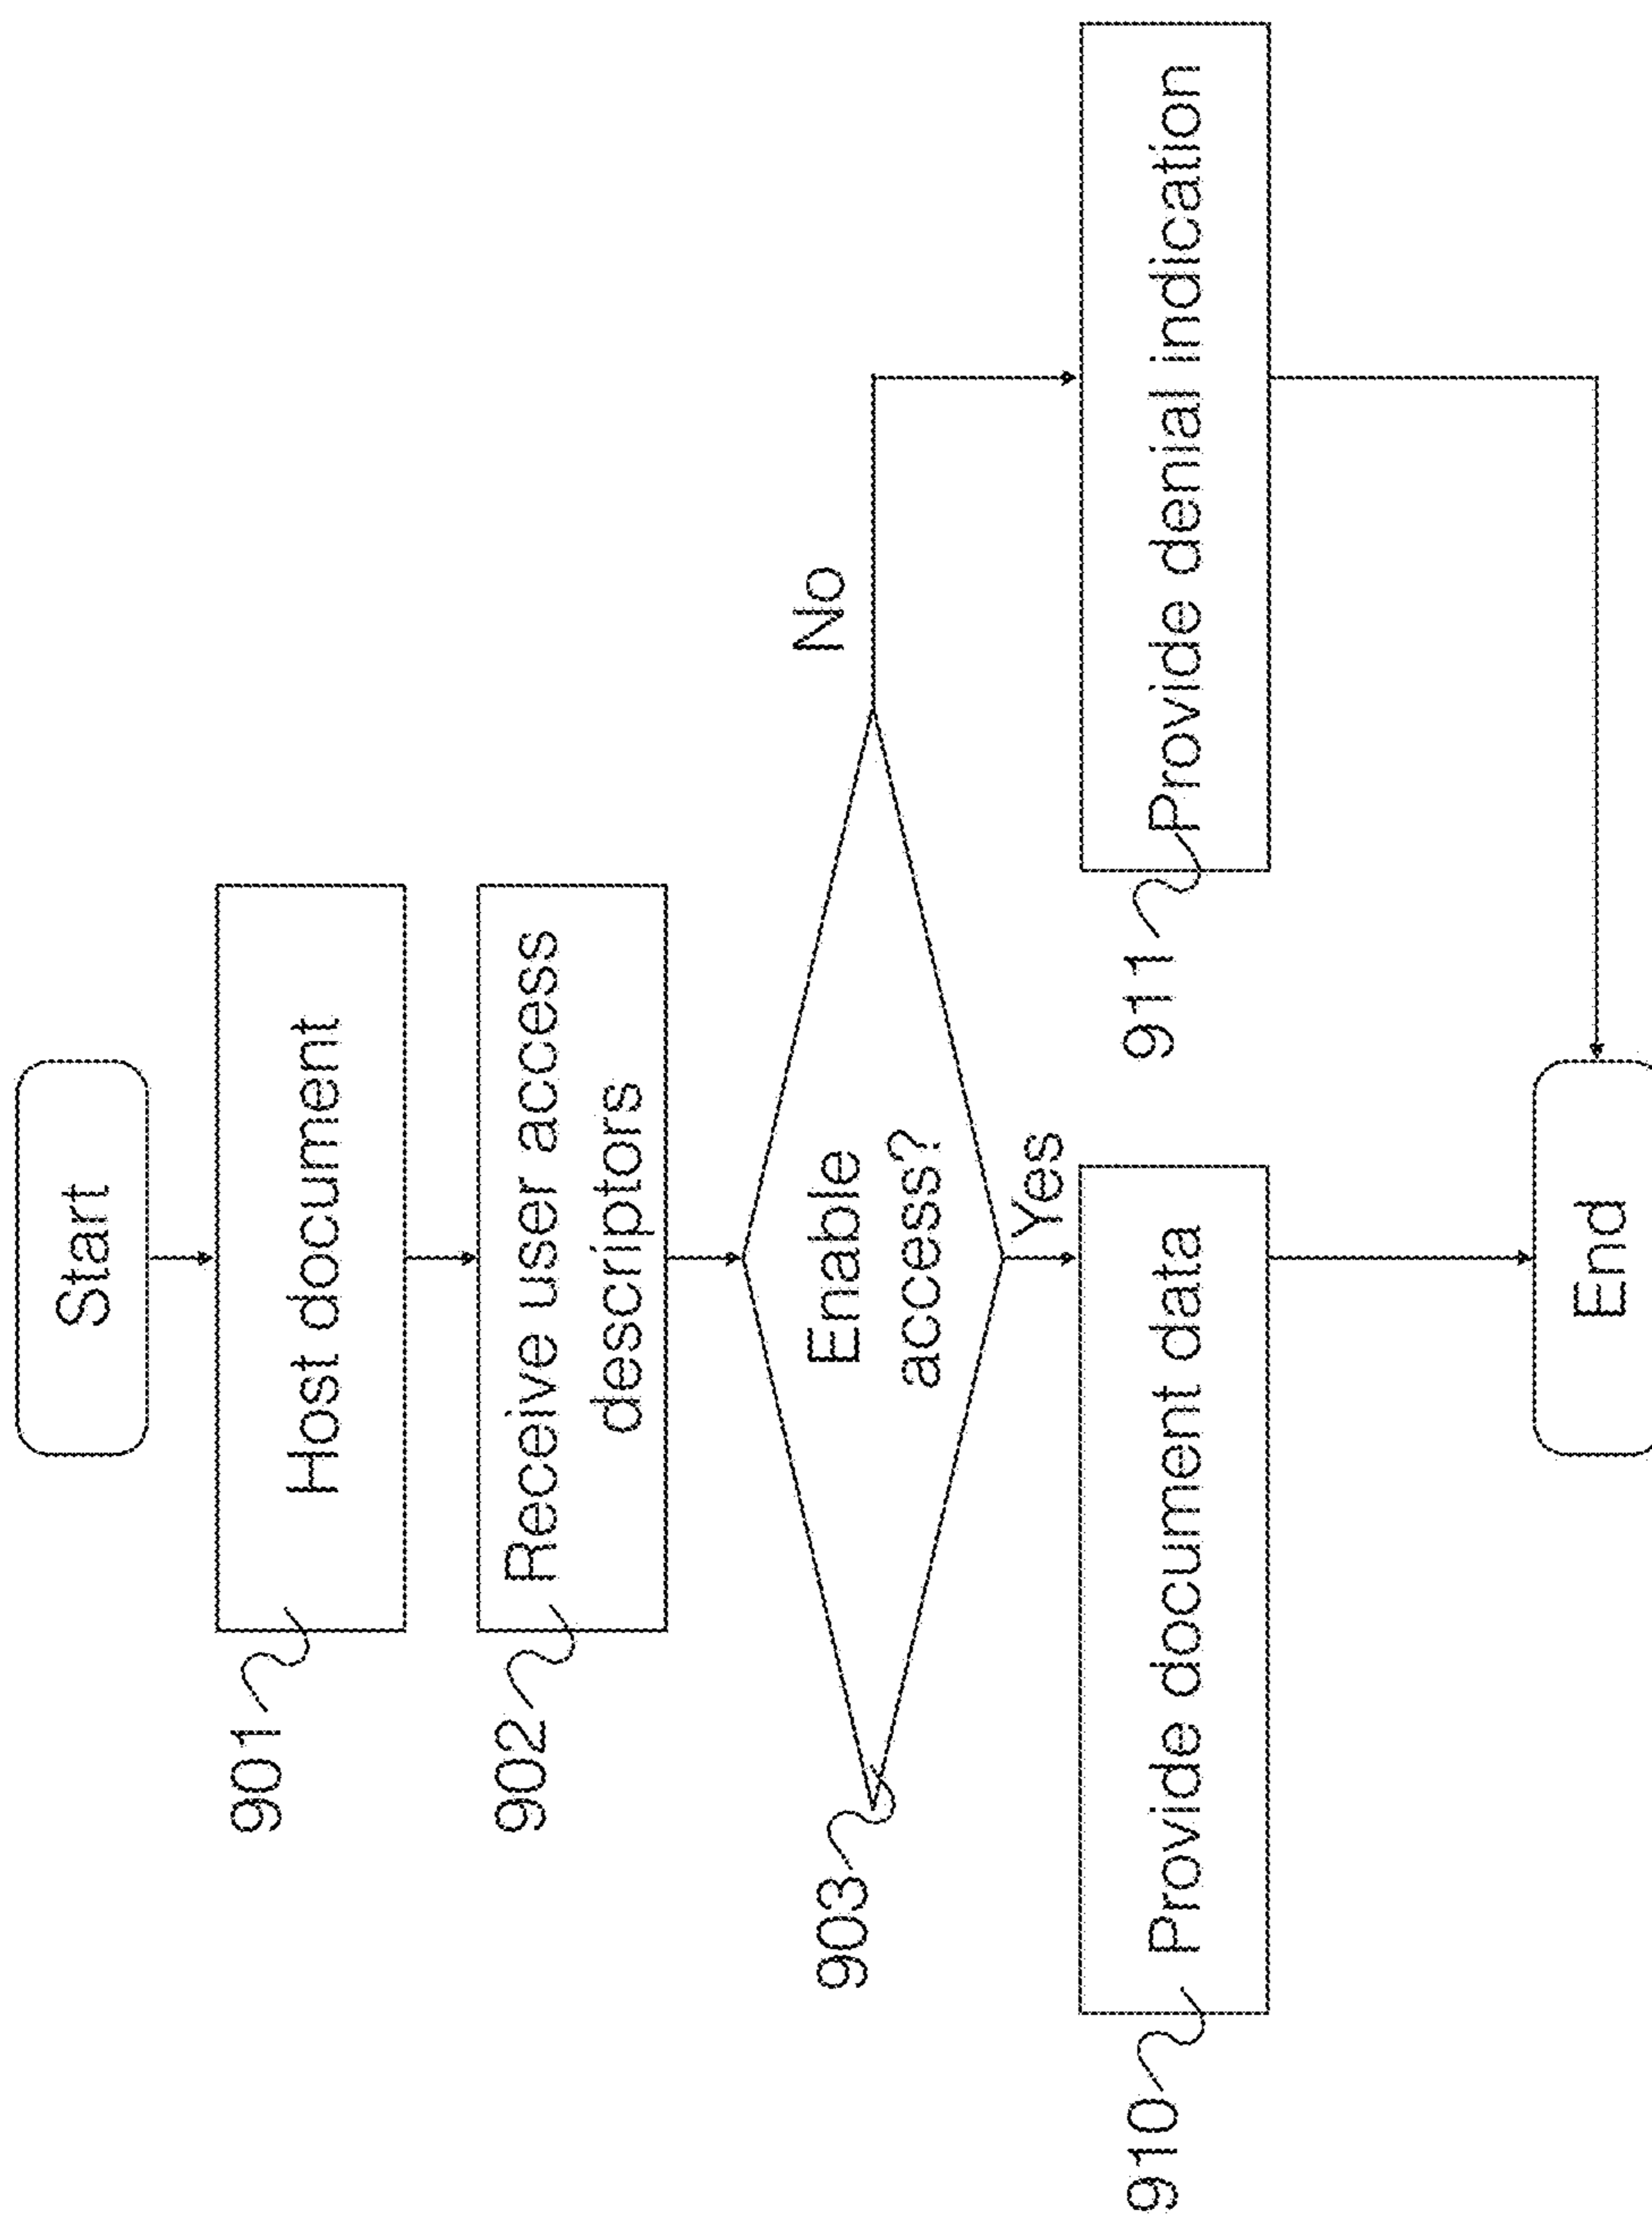 Start
901
Host document
902
Receive user access
descriptors
903
Enable
access?
No
Yes
910
Provide document data
911
Provide denial indication
End